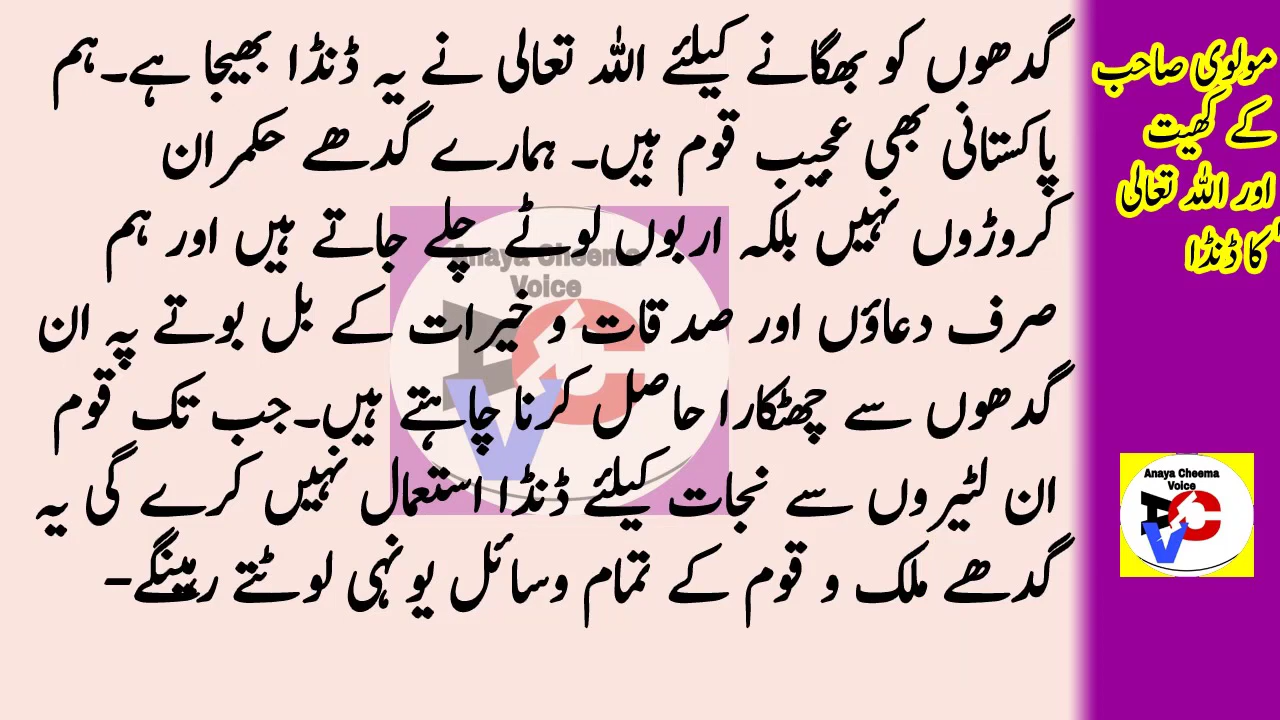 گدھوں کو بھگانے کیلئے اللہ تعالی نے یہ ڈنڈا بھیجا ہے۔ہم
پاکستانی بھی عجیب قوم ہیں۔ ہمارے گدھے حکمران
کروڑوں نہیں بلکہ اربوں لوٹے چلے جاتے ہیں اور ہم
صرف دعاؤں اور صدقات و خیرات کے بل بوتے پہ ان
گدھوں سے چھٹکارا حاصل کرنا چاہتے ہیں۔جب تک قوم
ان لٹیروں سے نجات کیلئے ڈنڈا استعمال نہیں کرے گی یہ
گدھے ملک و قوم کے تمام وسائل یونہی لوٹتے رہینگے-
مولوی صاحب
کے کھیت
اور اللہ تعالی
کا ڈنڈا
Anaya Cheema
Voice
Anaya Cheema
Voice